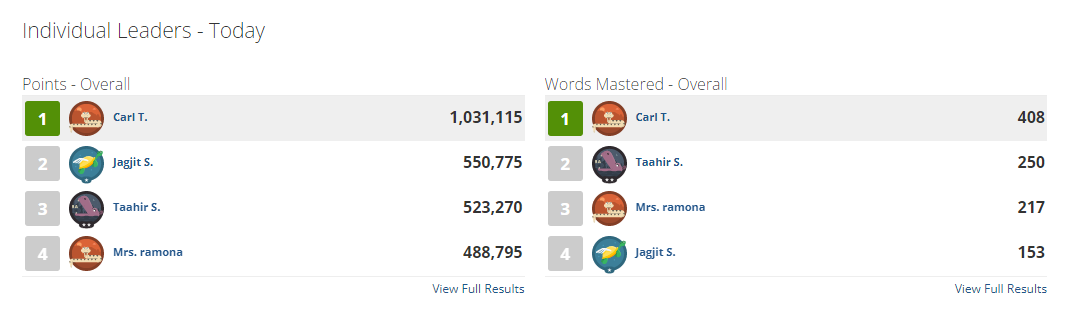 Individual Leaders - Today
Points - Overall
1 Carl T. 1,031,115
2 Jagjit S. 550,775
3 Taahir S. 523,270
4 Mrs. ramona 488,795
View Full Results
Words Mastered - Overall
1 Carl T. 408
2 Taahir S. 250
3 Mrs. ramona 217
4 Jagjit S. 153
View Full Results